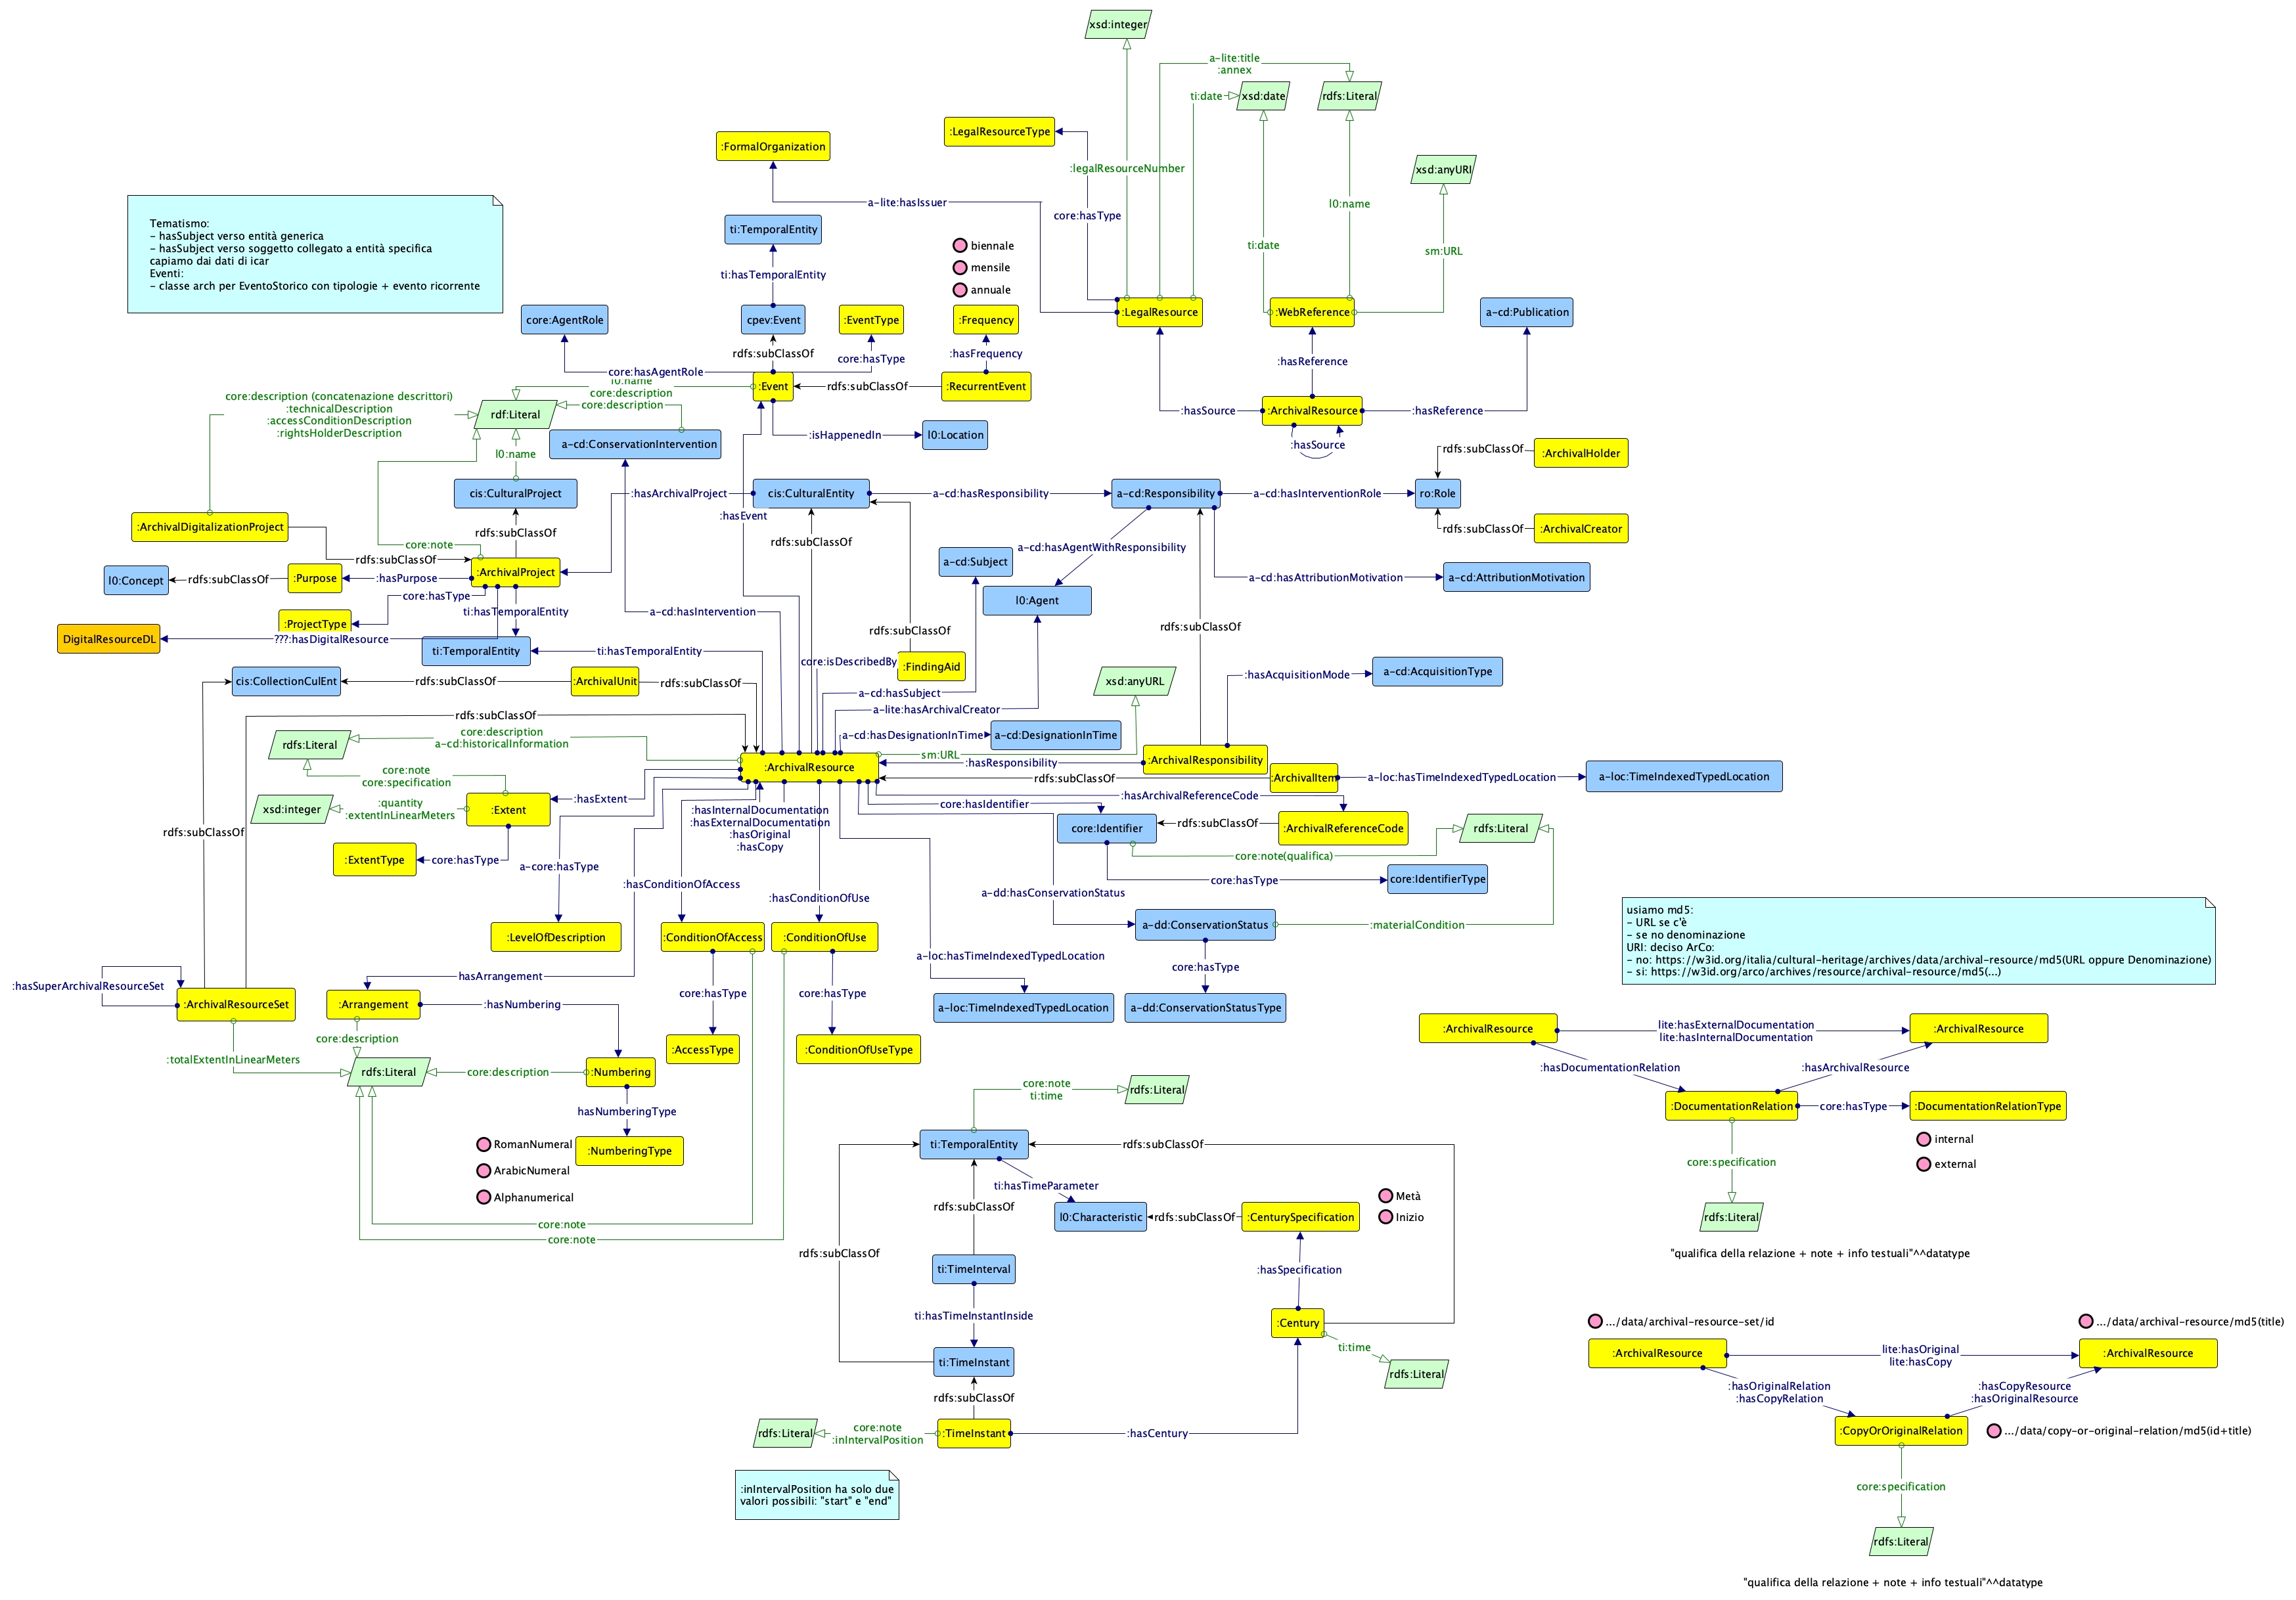 xsd:integer
a-lite:title
:annex
ti:date
xsd:date
rdfs:Literal
:LegalResourceType
:FormalOrganization
:legalResourceNumber
xsd:anyURI
Tematismo:
- hasSubject verso entità generica
- hasSubject verso soggetto collegato a entità specifica
capiamo dai dati di icar
Eventi:
- classe arch per EventoStorico con tipologie + evento ricorrente
a-lite:hasIssuer
core:hasType
l0:name
ti:TemporalEntity
biennale
mensile
annuale
ti:date
sm:URL
ti:hasTemporalEntity
core:AgentRole
cpev:Event
:EventType
:Frequency
:LegalResource
:WebReference
a-cd:Publication
rdfs:subClassOf
core:hasType
:hasFrequency
:hasReference
core:hasAgentRole
l0:name
core:description
core:description
:Event
rdfs:subClassOf
:RecurrentEvent
core:description (concatenazione descrittori)
:technicalDescription
:accessConditionDescription
:rightsHolderDescription
rdf:Literal
:hasSource
:ArchivalResource
:hasReference
:hasSource
a-cd:ConservationIntervention
:isHappenedIn
l0:Location
l0:name
rdfs:subClassOf
:ArchivalHolder
cis:CulturalProject
:hasArchivalProject
cis:CulturalEntity
a-cd:hasResponsibility
a-cd:Responsibility
a-cd:hasInterventionRole
ro:Role
:hasEvent
:ArchivalDigitalizationProject
rdfs:subClassOf
rdfs:subClassOf
rdfs:subClassOf
:ArchivalCreator
core:note
rdfs:subClassOf
a-cd:hasAgentWithResponsibility
a-cd:Subject
l0:Concept
rdfs:subClassOf
:Purpose
:hasPurpose
:ArchivalProject
a-cd:hasAttributionMotivation
a-cd:AttributionMotivation
core:hasType
l0:Agent
ti:hasTemporalEntity
a-cd:hasIntervention
:ProjectType
rdfs:subClassOf
rdfs:subClassOf
DigitalResourceDL
???:hasDigitalResource
ti:TemporalEntity
ti:hasTemporalEntity
core:isDescribedBy
:FindingAid
:hasAcquisitionMode
a-cd:AcquisitionType
cis:CollectionCulEnt
rdfs:subClassOf
:ArchivalUnit
rdfs:subClassOf
xsd:anyURL
a-cd:hasSubject
a-lite:hasArchivalCreator
rdfs:subClassOf
core:description
a-cd:historicalInformation
rdfs:Literal
a-cd:hasDesignationInTime
a-cd:DesignationInTime
sm:URL
:hasResponsibility
:ArchivalResponsibility
:ArchivalResource
rdfs:subClassOf
:ArchivalItem
a-loc:hasTimeIndexedTypedLocation
a-loc:TimeIndexedTypedLocation
core:note
core:specification
xsd:integer
:quantity
:extentInLinearMeters
:Extent
:hasExtent
:hasInternalDocumentation
:hasExternalDocumentation
:hasOriginal
:hasCopy
:hasArchivalReferenceCode
core:hasIdentifier
core:Identifier
rdfs:subClassOf
:ArchivalReferenceCode
rdfs:Literal
rdfs:subClassOf
:ExtentType
core:hasType
a-core:hasType
core:note(qualifica)
core:hasType
core:IdentifierType
:hasConditionOfAccess
:hasConditionOfUse
a-dd:hasConservationStatus
:LevelOfDescription
:ConditionOfAccess
:ConditionOfUse
a-dd:ConservationStatus
:materialCondition
usiamo md5:
- URL se c'è
- se no denominazione
URI: deciso ArCo:
- no: https://w3id.org/italia/cultural-heritage/archives/data/archival-resource/md5(URL oppure Denominazione)
- si: https://w3id.org/arco/archives/resource/archival-resource/md5(...)
a-loc:hasTimeIndexedTypedLocation
core:hasType
:hasSuperArchivalResourceSet
hasArrangement
core:hasType
core:hasType
:ArchivalResourceSet
:Arrangement
:hasNumbering
a-loc:TimeIndexedTypedLocation
a-dd:ConservationStatusType
:ArchivalResource
lite:hasExternalDocumentation
lite:hasInternalDocumentation
:ArchivalResource
core:description
:AccessType
:ConditionOfUseType
:totalExtentInLinearMeters
rdfs:Literal
core:description
:Numbering
:hasDocumentationRelation
:hasArchivalResource
core:note
ti:time
rdfs:Literal
:DocumentationRelation
core:hasType
:DocumentationRelationType
hasNumberingType
RomanNumeral
ArabicNumeral
Alphanumerical
:NumberingType
ti:TemporalEntity
rdfs:subClassOf
internal
external
core:specification
ti:hasTimeParameter
rdfs:subClassOf
Metà
Inizio
core:note
core:note
l0:Characteristic
rdfs:subClassOf
:CenturySpecification
rdfs:Literal
rdfs:subClassOf
"qualifica della relazione + note + info testuali"^^datatype
ti:TimeInterval
:hasSpecification
ti:hasTimeInstantInside
:Century
.../data/archival-resource-set/id
.../data/archival-resource/md5(title)
ti:time
:ArchivalResource
lite:hasOriginal
lite:hasCopy
:ArchivalResource
ti:TimeInstant
rdfs:Literal
:hasOriginalRelation
:hasCopyRelation
:hasCopyResource
:hasOriginalResource
rdfs:subClassOf
rdfs:Literal
core:note
:inIntervalPosition
:TimeInstant
:hasCentury
:CopyOrOriginalRelation
.../data/copy-or-original-relation/md5(id+title)
:inIntervalPosition ha solo due
valori possibili: "start" e "end"
core:specification
rdfs:Literal
"qualifica della relazione + note + info testuali"^^datatype